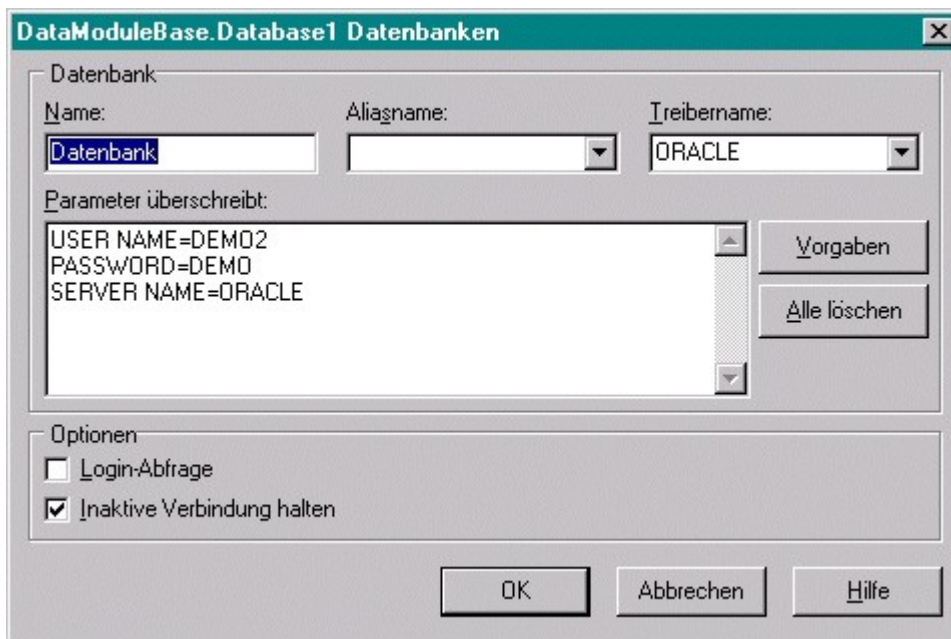 DataModuleBase.Database1 Datenbanken
Datenbank
Name: Aliasname: Treibername:
Datenbank ORACLE
Parameter überschreibt:
USER NAME=DEMO2
PASSWORD=DEMO
SERVER NAME=ORACLE
Vorgaben
Alle löschen
Optionen
Login-Abfrage
Inaktive Verbindung halten
OK Abbrechen Hilfe